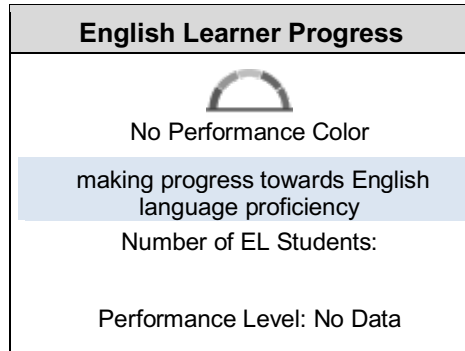 English Learner Progress
No Performance Color
making progress towards English
language proficiency
Number of EL Students:
Performance Level: No Data